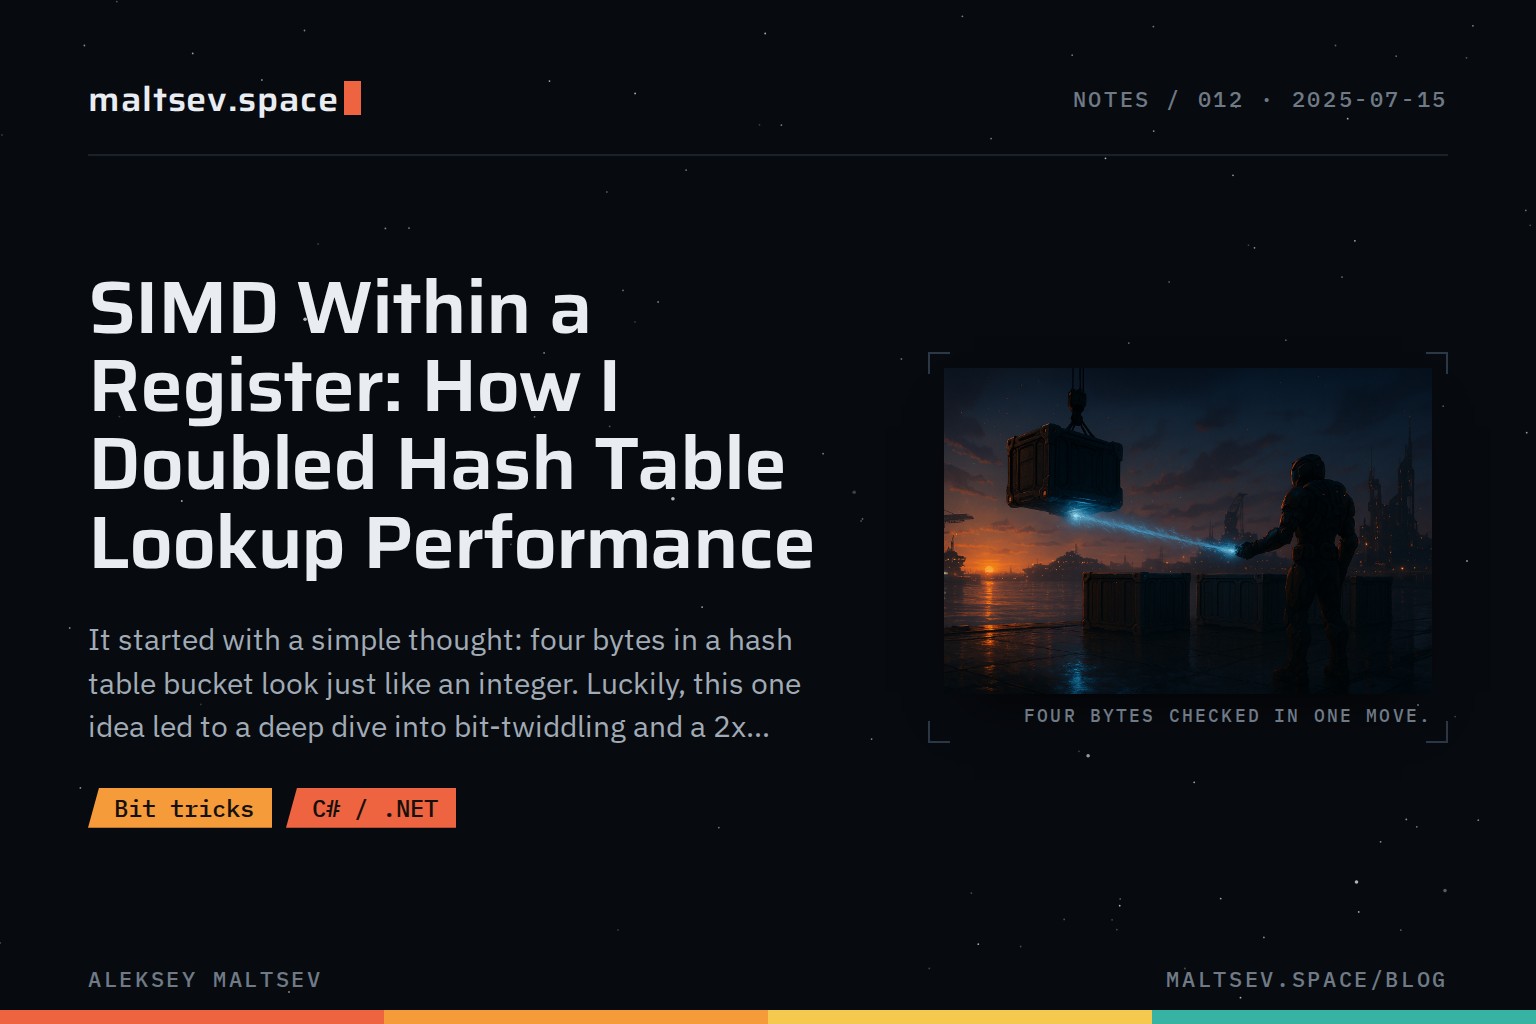 maltsev.space
NOTES / 012 · 2025-07-15
SIMD Within a
Register: How I
Doubled Hash Table
Lookup Performance
It started with a simple thought: four bytes in a hash
table bucket look just like an integer. Luckily, this one
idea led to a deep dive into bit-twiddling and a 2x...
Bit tricks
C# / .NET
FOUR BYTES CHECKED IN ONE MOVE.
ALEKSEY MALTSEV
MALTSEV.SPACE/BLOG